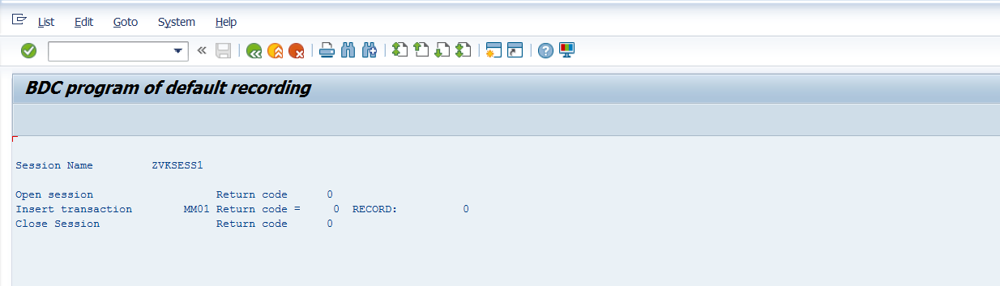 List Edit Goto System Help
BDC program of default recording
Session Name ZVKSESS1
Open session Return code 0
Insert transaction MM01 Return code = 0 RECORD: 0
Close Session Return code 0